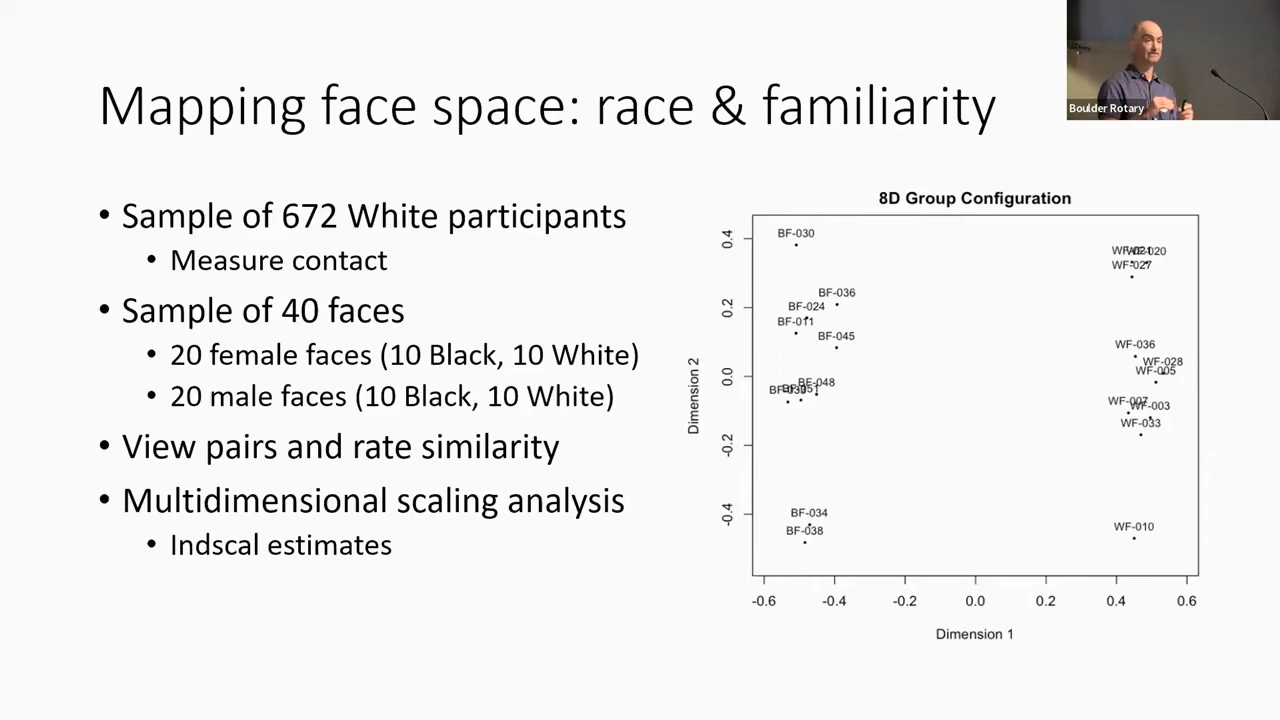 Mapping face space: race & familiarity
Boulder Rotary
• Sample of 672 White participants
• Measure contact
• Sample of 40 faces
• 20 female faces (10 Black, 10 White)
• 20 male faces (10 Black, 10 White)
• View pairs and rate similarity
• Multidimensional scaling analysis
• Indscal estimates
8D Group Configuration
Dimension 2
0.4
0.2
0.0
-0.2
-0.4
BF-030
BF-036
BF-024
BF-011
BF-045
BF-048
BF-034
BF-038
WF-020
WF-027
WF-036
WF-028
WF-005
WF-007
WF-003
WF-033
WF-010
-0.6 -0.4 -0.2 0.0 0.2 0.4 0.6
Dimension 1